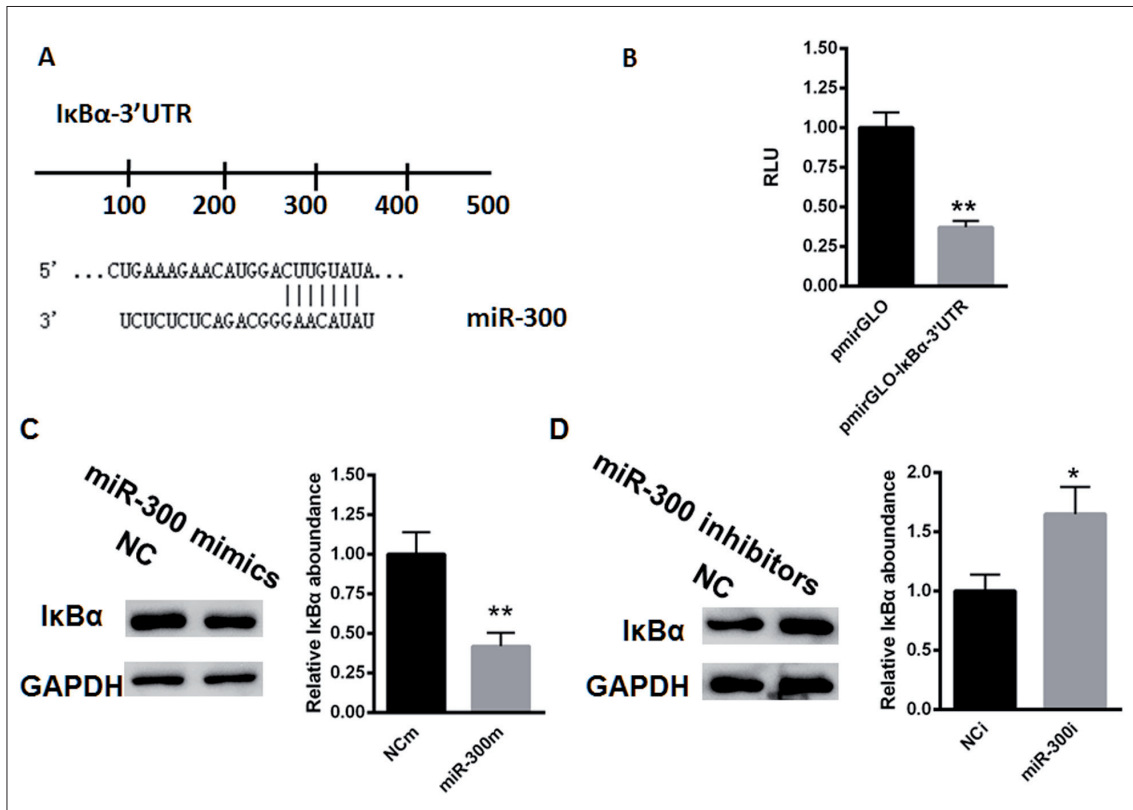 A
IκBα-3'UTR
100 200 300 400 500
5' ...CUGAAAGAACAUGGACUUGUAUA...
3' UCUCUCUCAGACGGGAACAUAU
miR-300
B
RLU
1.50
1.25
1.00
0.75
0.50
0.25
0.00
**
pmirGLO
pmirGLO-IκBα-3'UTR
C
miR-300 mimics
NC
IκBα
GAPDH
Relative IκBα aboundance
1.50
1.25
1.00
0.75
0.50
0.25
0.00
**
NCm
miR-300m
D
miR-300 inhibitors
NC
IκBα
GAPDH
Relative IκBα aboundance
2.0
1.5
1.0
0.5
0.0
*
NCi
miR-300i